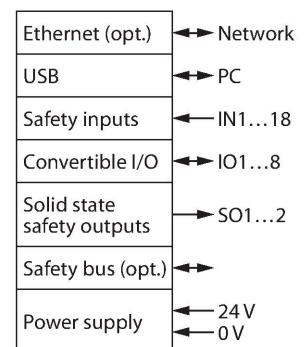 Ethernet (opt.) Network
USB PC
Safety inputs IN1...18
Convertible I/O IO1...8
Solid state
safety outputs SO1...2
Safety bus (opt.)
Power supply 24 V
0 V